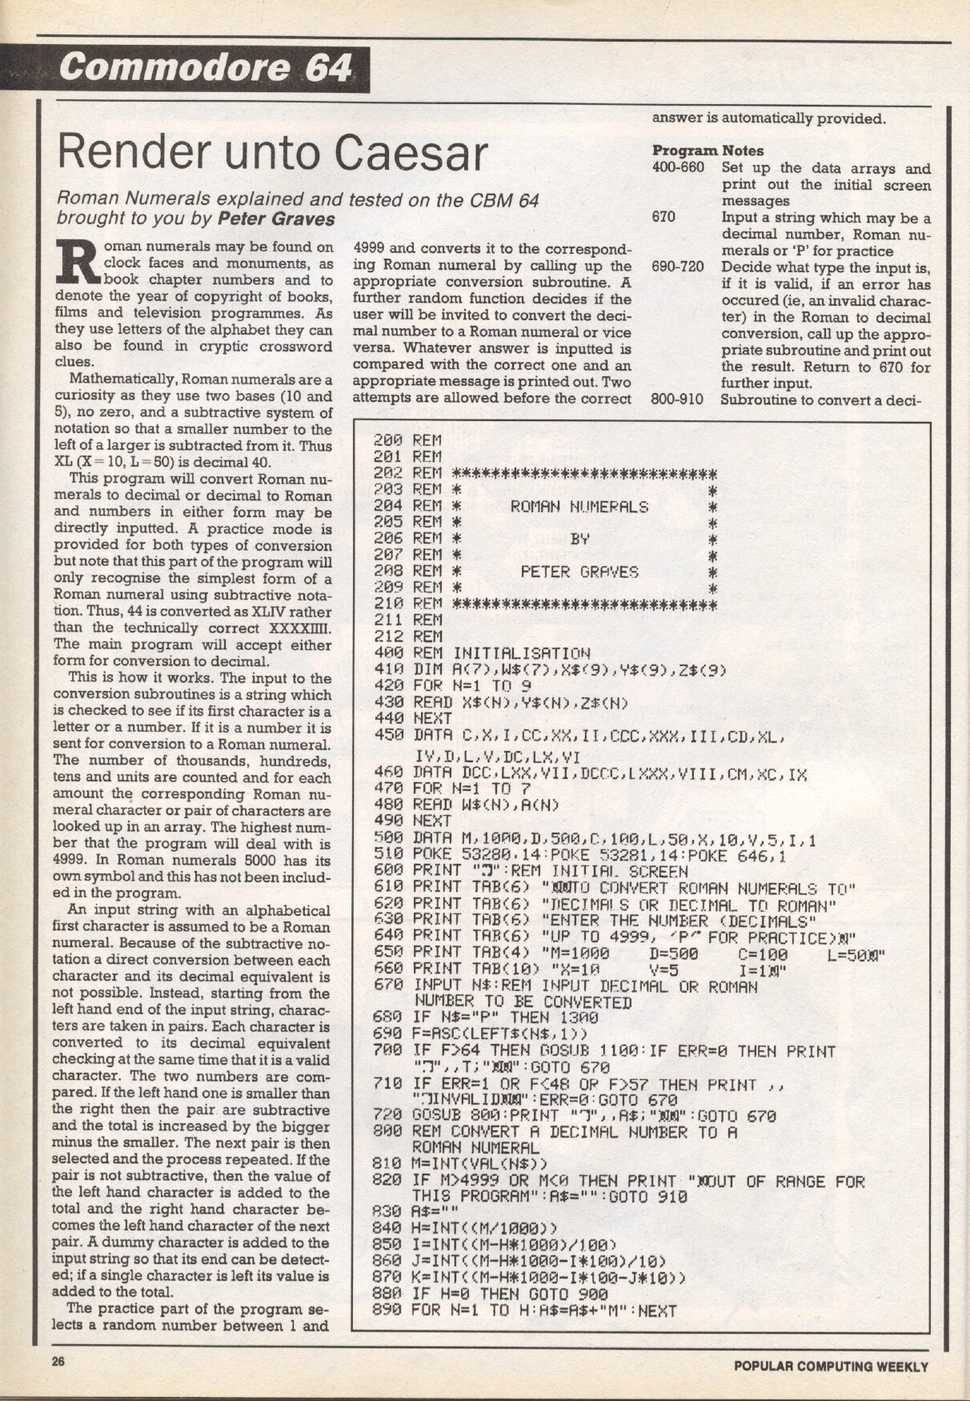 Commodore 64
Render unto Caesar
Roman Numerals explained and tested on the CBM 64
brought to you by Peter Graves
Roman numerals may be found on
clock faces and monuments, as
book chapter numbers and to
denote the year of copyright of books,
films and television programmes. As
they use letters of the alphabet they can
also be found in cryptic crossword
clues.
Mathematically, Roman numerals are a
curiosity as they use two bases (10 and
5), no zero, and a subtractive system of
notation so that a smaller number to the
left of a larger is subtracted from it. Thus
XL (X=10, L=50) is decimal 40.
This program will convert Roman nu-
merals to decimal or decimal to Roman
and numbers in either form may be
directly inputted. A practice mode is
provided for both types of conversion
but note that this part of the program will
only recognise the simplest form of a
Roman numeral using subtractive nota-
tion. Thus, 44 is converted as XLIV rather
than the technically correct XXXXIIII.
The main program will accept either
form for conversion to decimal.
This is how it works. The input to the
conversion subroutines is a string which
is checked to see if its first character is a
letter or a number. If it is a number it is
sent for conversion to a Roman numeral.
The number of thousands, hundreds,
tens and units are counted and for each
amount the corresponding Roman nu-
meral character or pair of characters are
looked up in an array. The highest num-
ber that the program will deal with is
4999. In Roman numerals 5000 has its
own symbol and this has not been includ-
ed in the program.
An input string with an alphabetical
first character is assumed to be a Roman
numeral. Because of the subtractive no-
tation a direct conversion between each
character and its decimal equivalent is
not possible. Instead, starting from the
left hand end of the input string, charac-
ters are taken in pairs. Each character is
converted to its decimal equivalent
checking at the same time that it is a valid
character. The two numbers are com-
pared. If the left hand one is smaller than
the right then the pair are subtractive
and the total is increased by the bigger
minus the smaller. The next pair is then
selected and the process repeated. If the
pair is not subtractive, then the value of
the left hand character is added to the
total and the right hand character be-
comes the left hand character of the next
pair. A dummy character is added to the
input string so that its end can be detect-
ed; if a single character is left its value is
added to the total.
The practice part of the program se-
lects a random number between 1 and
4999 and converts it to the correspond-
ing Roman numeral by calling up the
appropriate conversion subroutine. A
further random function decides if the
user will be invited to convert the deci-
mal number to a Roman numeral or vice
versa. Whatever answer is inputted is
compared with the correct one and an
appropriate message is printed out. Two
attempts are allowed before the correct
answer is automatically provided.
Program Notes
400-660 Set up the data arrays and
print out the initial screen
messages
670 Input a string which may be a
decimal number, Roman nu-
merals or 'P' for practice
690-720 Decide what type the input is,
if it is valid, if an error has
occured (ie, an invalid charac-
ter) in the Roman to decimal
conversion, call up the appro-
priate subroutine and print out
the result. Return to 670 for
further input.
800-910 Subroutine to convert a deci-
200 REM
201 REM
202 REM ***************************
203 REM * *
204 REM * ROMAN NUMERALS *
205 REM * *
206 REM * BY *
207 REM * *
208 REM * PETER GRAVES *
209 REM * *
210 REM ***************************
211 REM
212 REM
400 REM INITIALISATION
410 DIM A(7),W$(7),X$(9),Y$(9),Z$(9)
420 FOR N=1 TO 9
430 READ X$(N),Y$(N),Z$(N)
440 NEXT
450 DATA C,X,I,CC,XX,II,CCC,XXX,III,CD,XL,
IV,D,L,V,DC,LX,VI
460 DATA DCC,LXX,VII,DCCC,LXXX,VIII,CM,XC,IX
470 FOR N=1 TO 7
480 READ W$(N),A(N)
490 NEXT
500 DATA M,1000,D,500,C,100,L,50,X,10,V,5,I,1
510 POKE 53280,14:POKE 53281,14:POKE 646,1
600 PRINT "":REM INITIAL SCREEN
610 PRINT TAB(6) "TO CONVERT ROMAN NUMERALS TO"
620 PRINT TAB(6) "DECIMALS OR DECIMAL TO ROMAN"
630 PRINT TAB(6) "ENTER THE NUMBER (DECIMALS"
640 PRINT TAB(6) "UP TO 4999, 'P' FOR PRACTICE)"
650 PRINT TAB(4) "M=1000 D=500 C=100 L=50"
660 PRINT TAB(10) "X=10 V=5 I=1"
670 INPUT N$:REM INPUT DECIMAL OR ROMAN
NUMBER TO BE CONVERTED
680 IF N$="P" THEN 1300
690 F=ASC(LEFT$(N$,1))
700 IF F>64 THEN GOSUB 1100:IF ERR=0 THEN PRINT
"",,T;"":GOTO 670
710 IF ERR=1 OR F<48 OR F>57 THEN PRINT ,,
"INVALID":ERR=0:GOTO 670
720 GOSUB 800:PRINT "",,A$;"":GOTO 670
800 REM CONVERT A DECIMAL NUMBER TO A
ROMAN NUMERAL
810 M=INT(VAL(N$))
820 IF M>4999 OR M<0 THEN PRINT "OUT OF RANGE FOR
THIS PROGRAM":A$="":GOTO 910
830 A$=""
840 H=INT((M/1000))
850 I=INT((M-H*1000)/100)
860 J=INT((M-H*1000-I*100)/10)
870 K=INT((M-H*1000-I*100-J*10))
880 IF H=0 THEN GOTO 900
890 FOR N=1 TO H:A$=A$+"M":NEXT
26
POPULAR COMPUTING WEEKLY